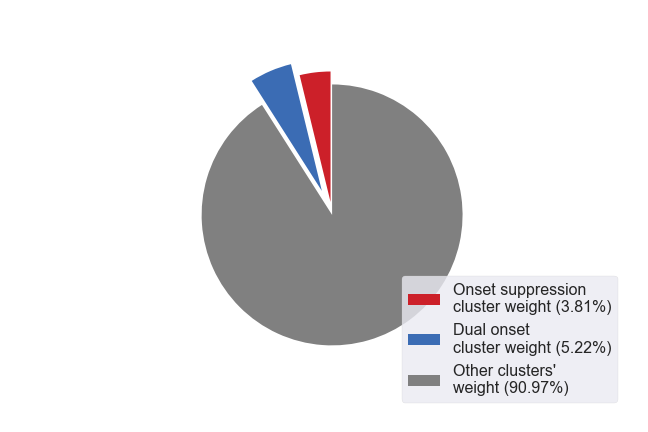 Onset suppression
cluster weight (3.81%)
Dual onset
cluster weight (5.22%)
Other clusters'
weight (90.97%)